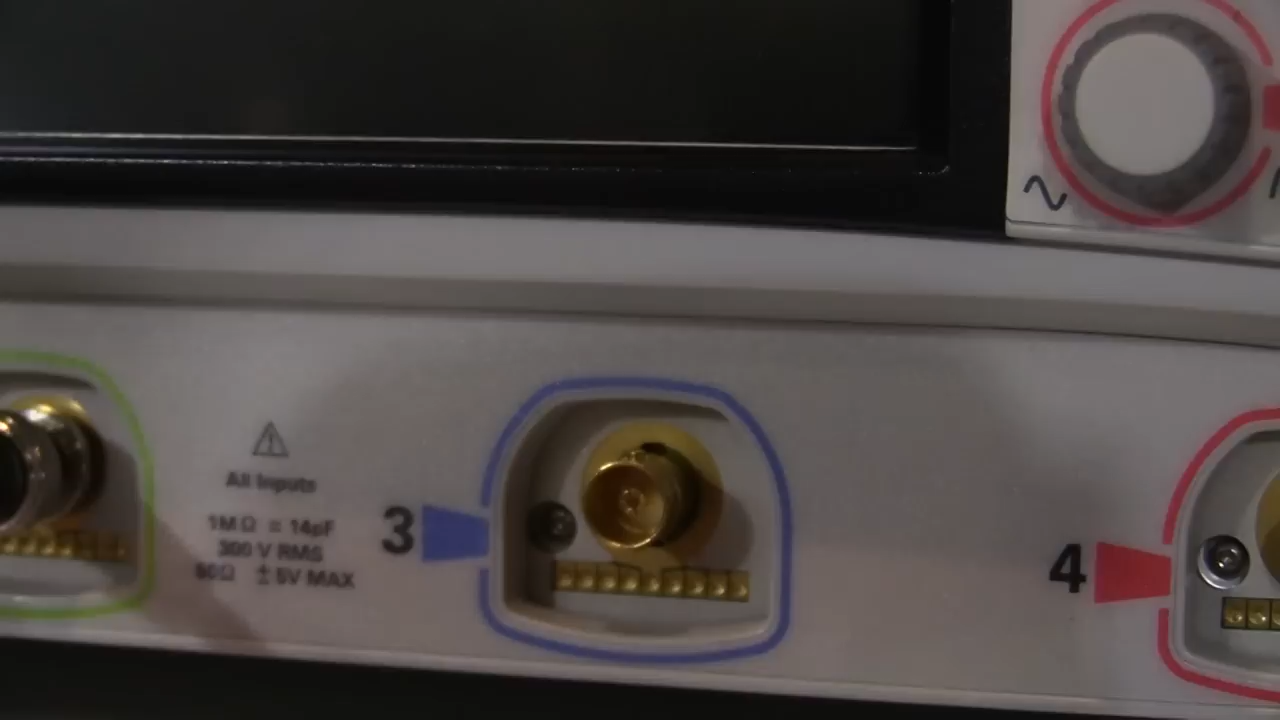 All Inputs
1MΩ = 14pF
300 V RMS
50Ω ±5V MAX
3
4